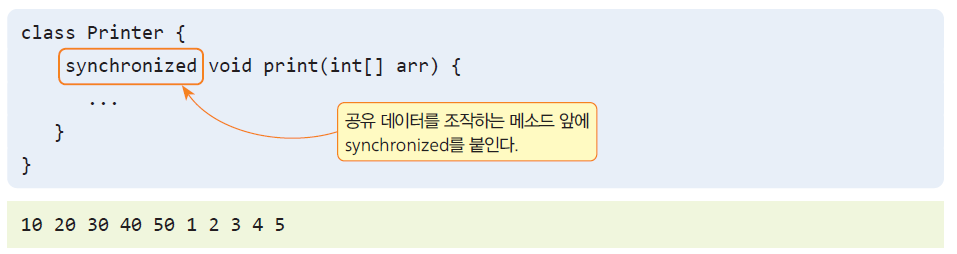 class Printer {
synchronized void print(int[] arr) {
...
}
}
공유 데이터를 조작하는 메소드 앞에
synchronized를 붙인다.
10 20 30 40 50 1 2 3 4 5